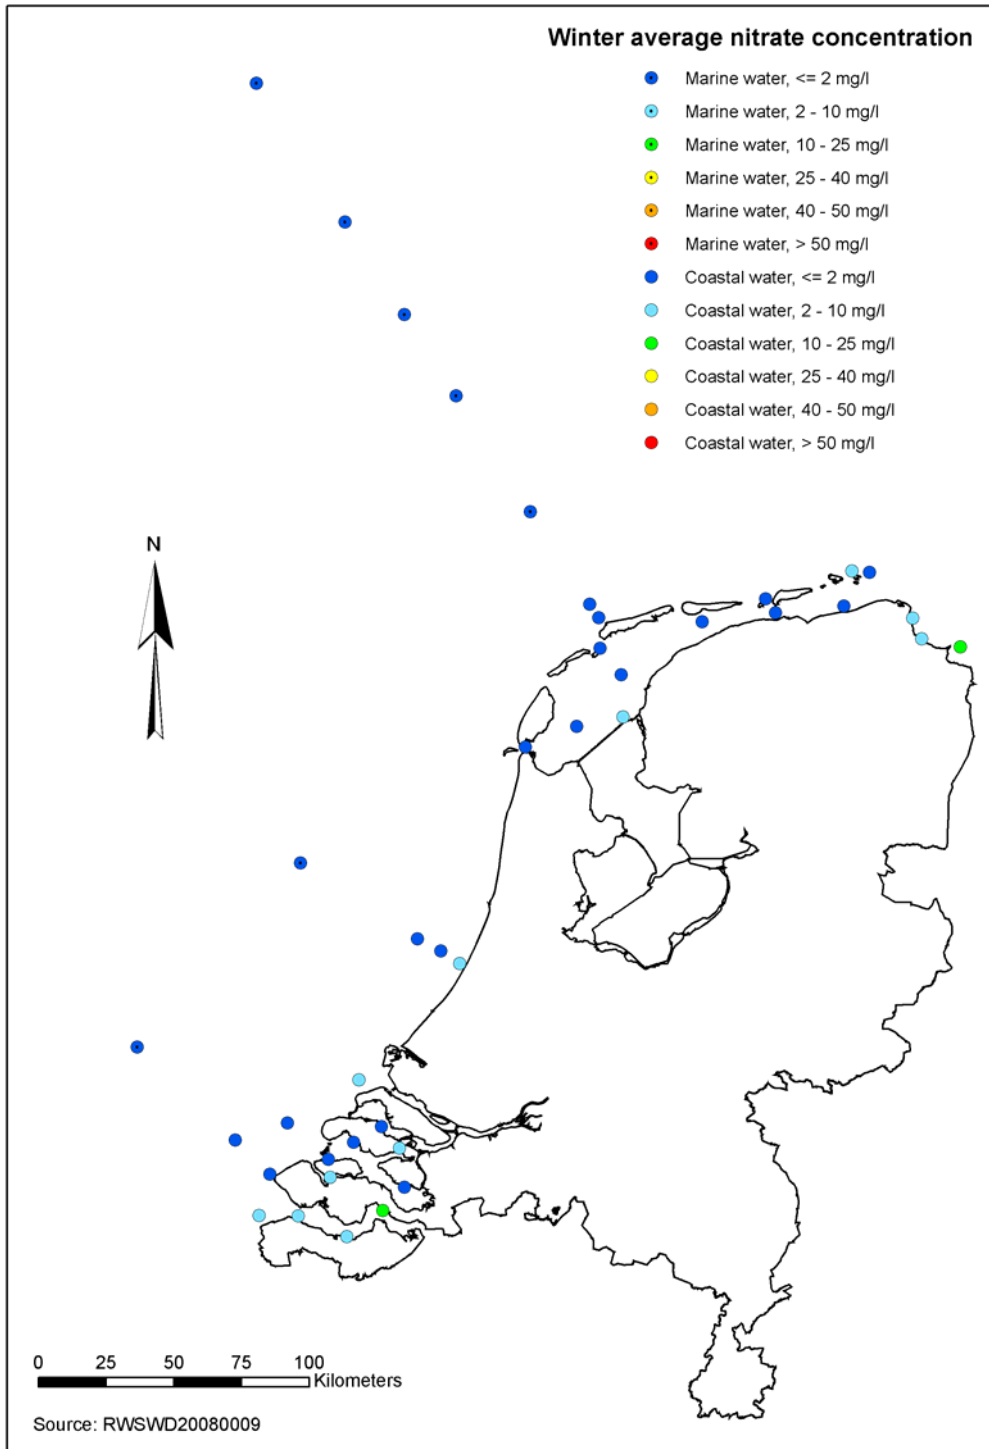 Winter average nitrate concentration
Marine water, <= 2 mg/l
Marine water, 2 - 10 mg/l
Marine water, 10 - 25 mg/l
Marine water, 25 - 40 mg/l
Marine water, 40 - 50 mg/l
Marine water, > 50 mg/l
Coastal water, <= 2 mg/l
Coastal water, 2 - 10 mg/l
Coastal water, 10 - 25 mg/l
Coastal water, 25 - 40 mg/l
Coastal water, 40 - 50 mg/l
Coastal water, > 50 mg/l
N
0 25 50 75 100
Kilometers
Source: RWSWD20080009